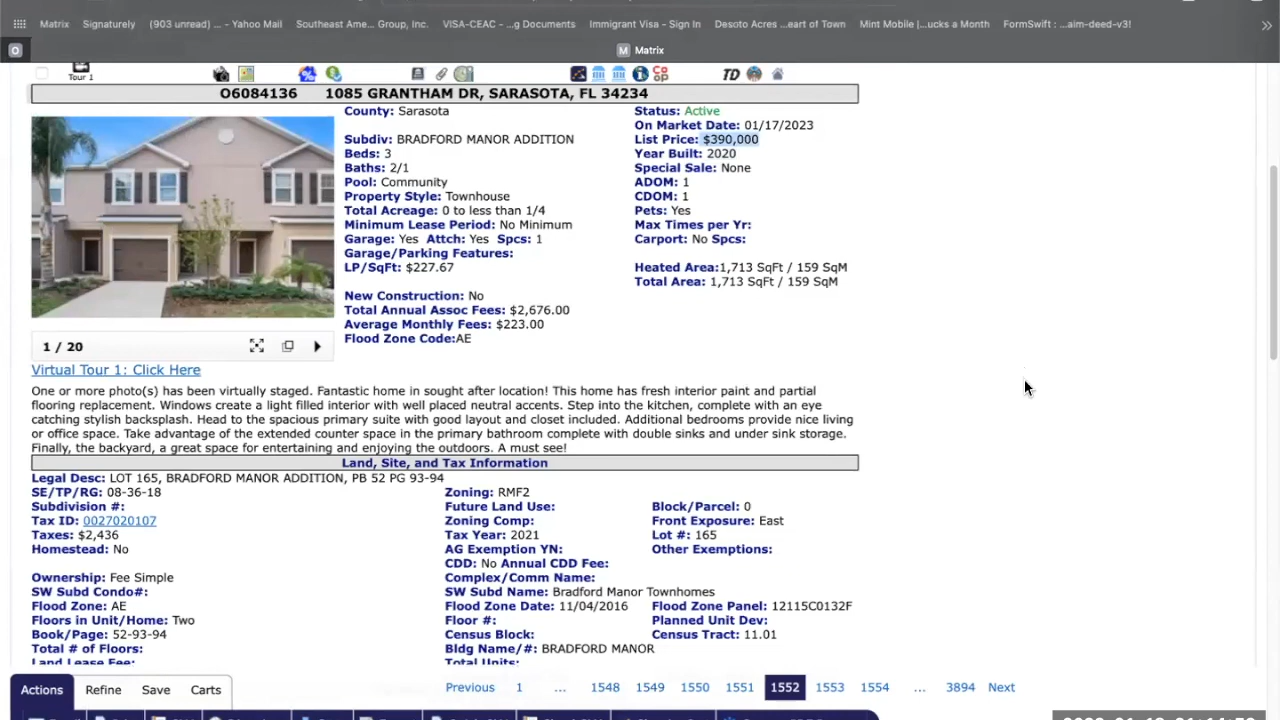 Matrix Signaturely (903 unread) ... - Yahoo Mail Southeast Ame... Group, Inc. VISA-CEAC - ...g Documents Immigrant Visa - Sign In Desoto Acres ...eart of Town Mint Mobile |...ucks a Month FormSwift : ...aim-deed-v3!
O M Matrix
Tour 1 TD
O6084136 1085 GRANTHAM DR, SARASOTA, FL 34234
County: Sarasota Status: Active
On Market Date: 01/17/2023
Subdiv: BRADFORD MANOR ADDITION List Price: $390,000
Beds: 3 Year Built: 2020
Baths: 2/1 Special Sale: None
Pool: Community ADOM: 1
Property Style: Townhouse CDOM: 1
Total Acreage: 0 to less than 1/4 Pets: Yes
Minimum Lease Period: No Minimum Max Times per Yr:
Garage: Yes Attch: Yes Spcs: 1 Carport: No Spcs:
Garage/Parking Features:
LP/SqFt: $227.67 Heated Area:1,713 SqFt / 159 SqM
Total Area: 1,713 SqFt / 159 SqM
New Construction: No
Total Annual Assoc Fees: $2,676.00
Average Monthly Fees: $223.00
Flood Zone Code:AE
1 / 20
Virtual Tour 1: Click Here
One or more photo(s) has been virtually staged. Fantastic home in sought after location! This home has fresh interior paint and partial
flooring replacement. Windows create a light filled interior with well placed neutral accents. Step into the kitchen, complete with an eye
catching stylish backsplash. Head to the spacious primary suite with good layout and closet included. Additional bedrooms provide nice living
or office space. Take advantage of the extended counter space in the primary bathroom complete with double sinks and under sink storage.
Finally, the backyard, a great space for entertaining and enjoying the outdoors. A must see!
Land, Site, and Tax Information
Legal Desc: LOT 165, BRADFORD MANOR ADDITION, PB 52 PG 93-94
SE/TP/RG: 08-36-18 Zoning: RMF2
Subdivision #: Future Land Use: Block/Parcel: 0
Tax ID: 0027020107 Zoning Comp: Front Exposure: East
Taxes: $2,436 Tax Year: 2021 Lot #: 165
Homestead: No AG Exemption YN: Other Exemptions:
CDD: No Annual CDD Fee:
Ownership: Fee Simple Complex/Comm Name:
SW Subd Condo#: SW Subd Name: Bradford Manor Townhomes
Flood Zone: AE Flood Zone Date: 11/04/2016 Flood Zone Panel: 12115C0132F
Floors in Unit/Home: Two Floor #: Planned Unit Dev:
Book/Page: 52-93-94 Census Block: Census Tract: 11.01
Total # of Floors: Bldg Name/#: BRADFORD MANOR
Land Lease Fee: Total Units:
Actions Refine Save Carts Previous 1 ... 1548 1549 1550 1551 1552 1553 1554 ... 3894 Next